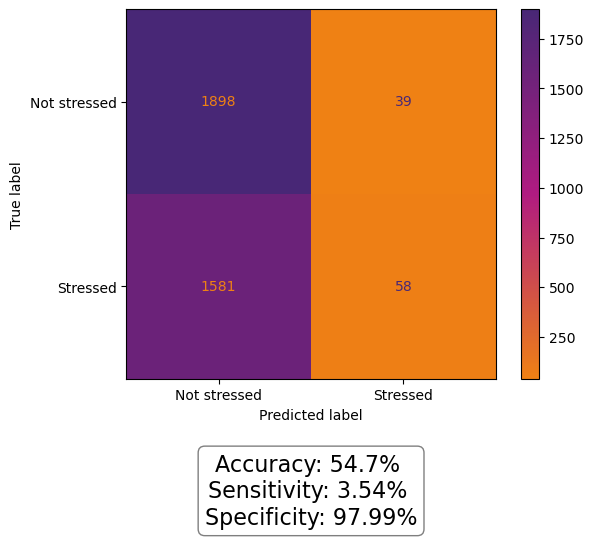 True label
Not stressed
1898
39
Stressed
1581
58
Not stressed
Stressed
Predicted label
1750
1500
1250
1000
750
500
250
Accuracy: 54.7%
Sensitivity: 3.54%
Specificity: 97.99%